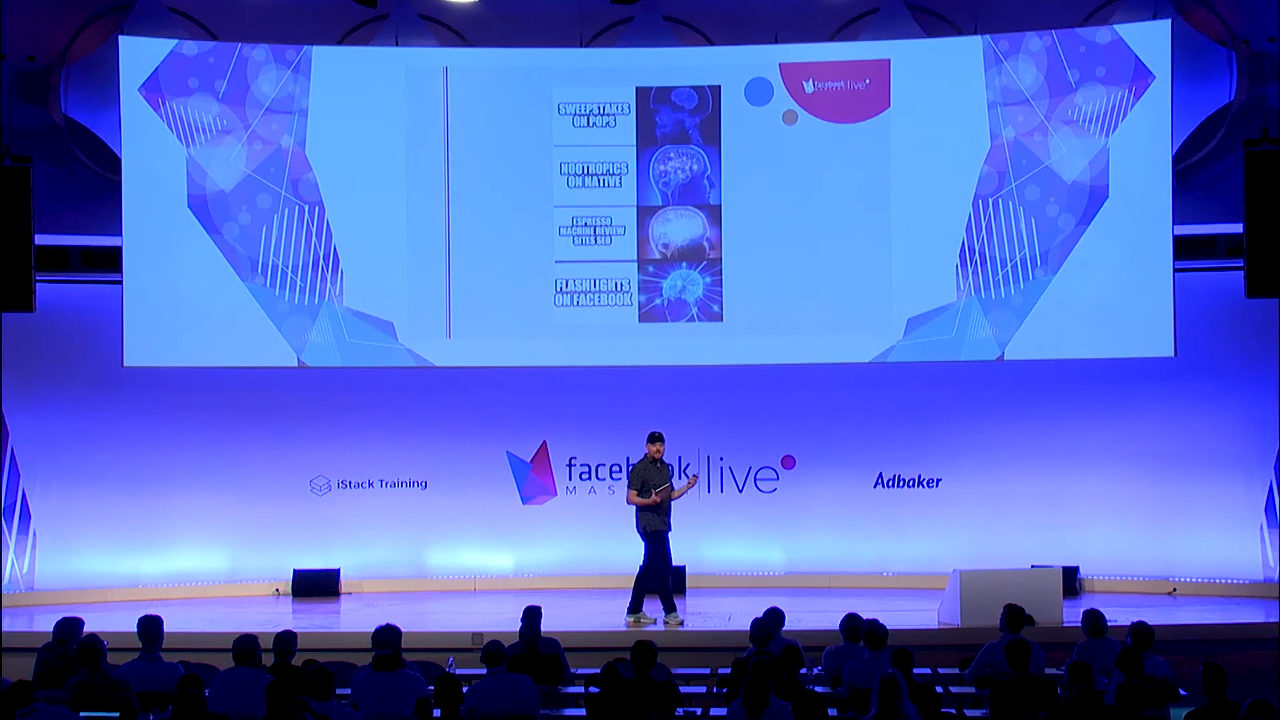 facebook live
SWEEPSTAKES
ON POPS
NOOTROPICS
ON NATIVE
ESPRESSO
MACHINE REVIEW
SITES SEO
FLASHLIGHTS
ON FACEBOOK
iStack Training
live
Adbaker